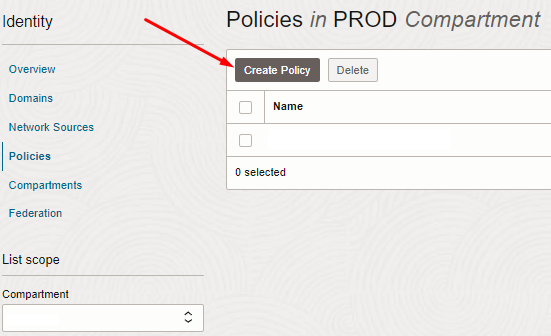 Identity
Overview
Domains
Network Sources
Policies
Compartments
Federation
List scope
Compartment
Policies in PROD Compartment
Create Policy Delete
Name
0 selected